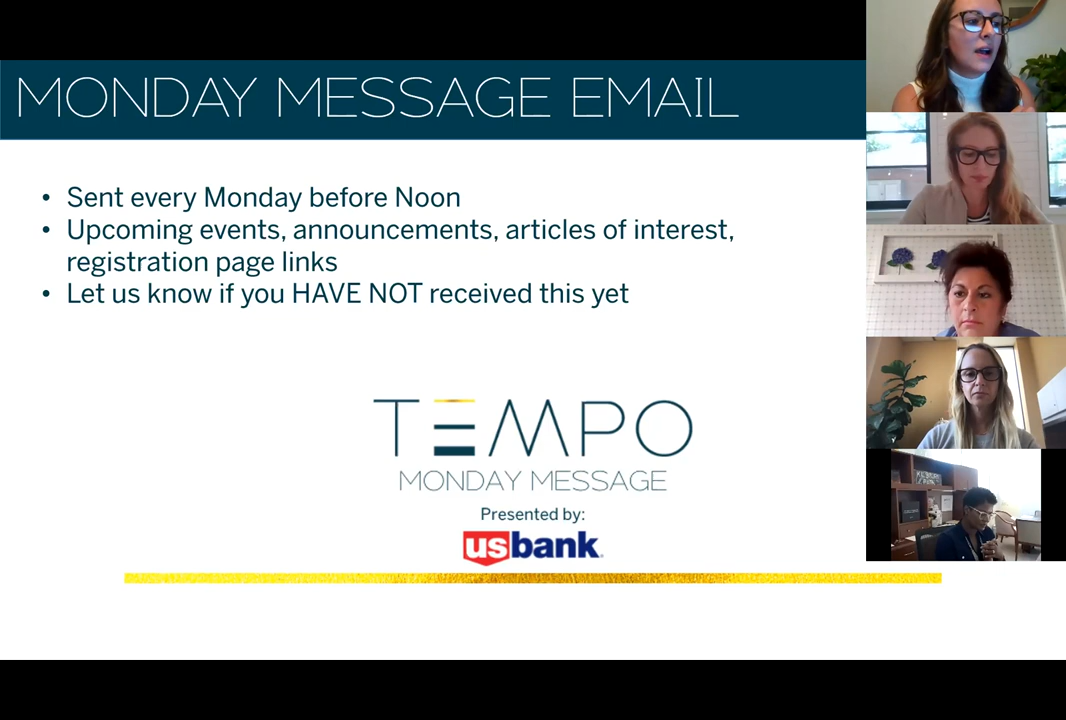 MONDAY MESSAGE EMAIL
• Sent every Monday before Noon
• Upcoming events, announcements, articles of interest,
registration page links
• Let us know if you HAVE NOT received this yet
TEMPO
MONDAY MESSAGE
Presented by:
usbank